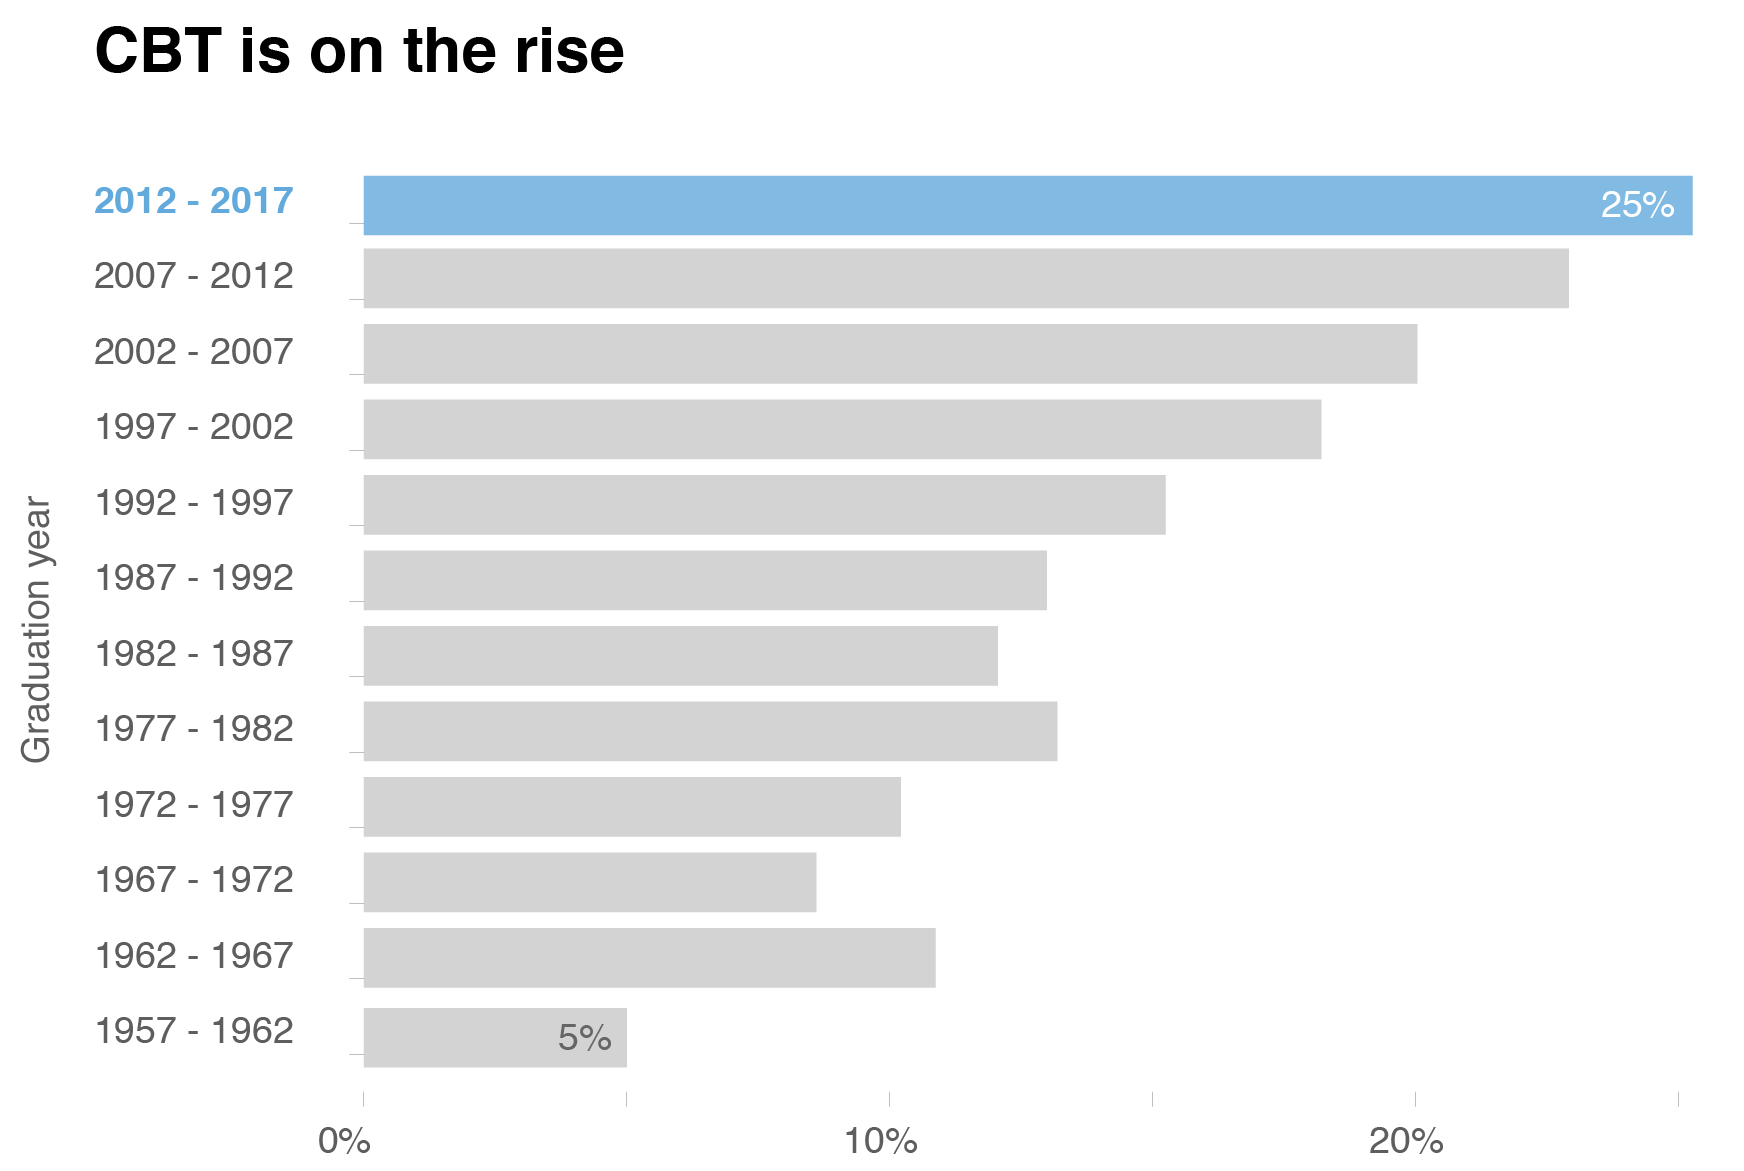 CBT is on the rise
2012 - 2017
25%
2007 - 2012
2002 - 2007
1997 - 2002
1992 - 1997
1987 - 1992
1982 - 1987
1977 - 1982
1972 - 1977
1967 - 1972
1962 - 1967
1957 - 1962
5%
Graduation year
0%
10%
20%